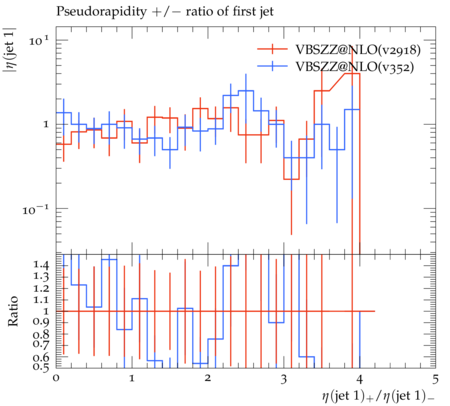 Pseudorapidity +/− ratio of first jet
|η(jet 1|
VBSZZ@NLO(v2918)
VBSZZ@NLO(v352)
10¹
1
10⁻¹
Ratio
1.4
1.3
1.2
1.1
1
0.9
0.8
0.7
0.6
0.5
0 1 2 3 4 5
η(jet 1)₊/η(jet 1)₋